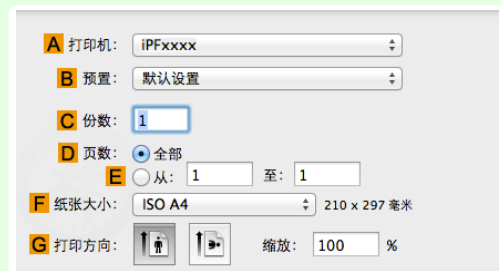 A 打印机: iPFxxxx
B 预置: 默认设置
C 份数: 1
D 页数: 全部
E 从: 1 至: 1
F 纸张大小: ISO A4 210 x 297 毫米
G 打印方向: 缩放: 100 %